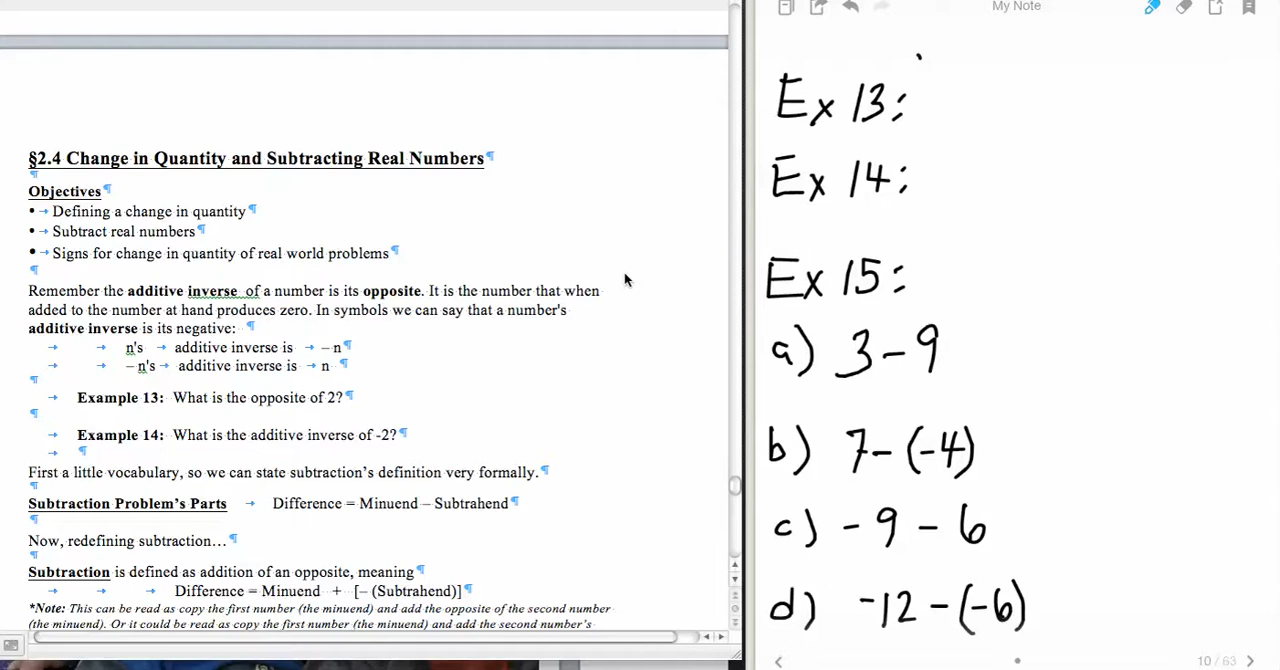 §2.4 Change in Quantity and Subtracting Real Numbers¶
¶
Objectives¶
• → Defining a change in quantity¶
• → Subtract real numbers¶
• → Signs for change in quantity of real world problems¶
¶
Remember the additive inverse of a number is its opposite. It is the number that when
added to the number at hand produces zero. In symbols we can say that a number's
additive inverse is its negative: ¶
→ → n's → additive inverse is → – n¶
→ → – n's → additive inverse is → n ¶
¶
→ Example 13: What is the opposite of 2?¶
¶
→ Example 14: What is the additive inverse of -2?¶
→ ¶
First a little vocabulary, so we can state subtraction's definition very formally. ¶
¶
Subtraction Problem's Parts → Difference = Minuend – Subtrahend¶
¶
Now, redefining subtraction… ¶
¶
Subtraction is defined as addition of an opposite, meaning¶
→ → → Difference = Minuend + [– (Subtrahend)]¶
*Note: This can be read as copy the first number (the minuend) and add the opposite of the second number
(the minuend). Or it could be read as copy the first number (the minuend) and add the second number's
My Note
Ex 13:
Ex 14:
Ex 15:
a) 3 - 9
b) 7 - (-4)
c) -9 - 6
d) -12 - (-6)
10 / 63